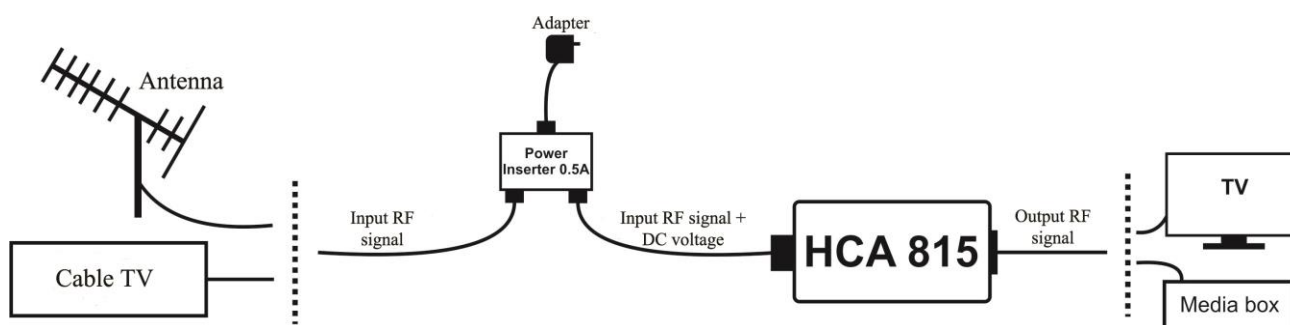 Adapter
Antenna
Power
Inserter 0.5A
Input RF
signal
Input RF signal +
DC voltage
HCA 815
Output RF
signal
TV
Cable TV
Media box